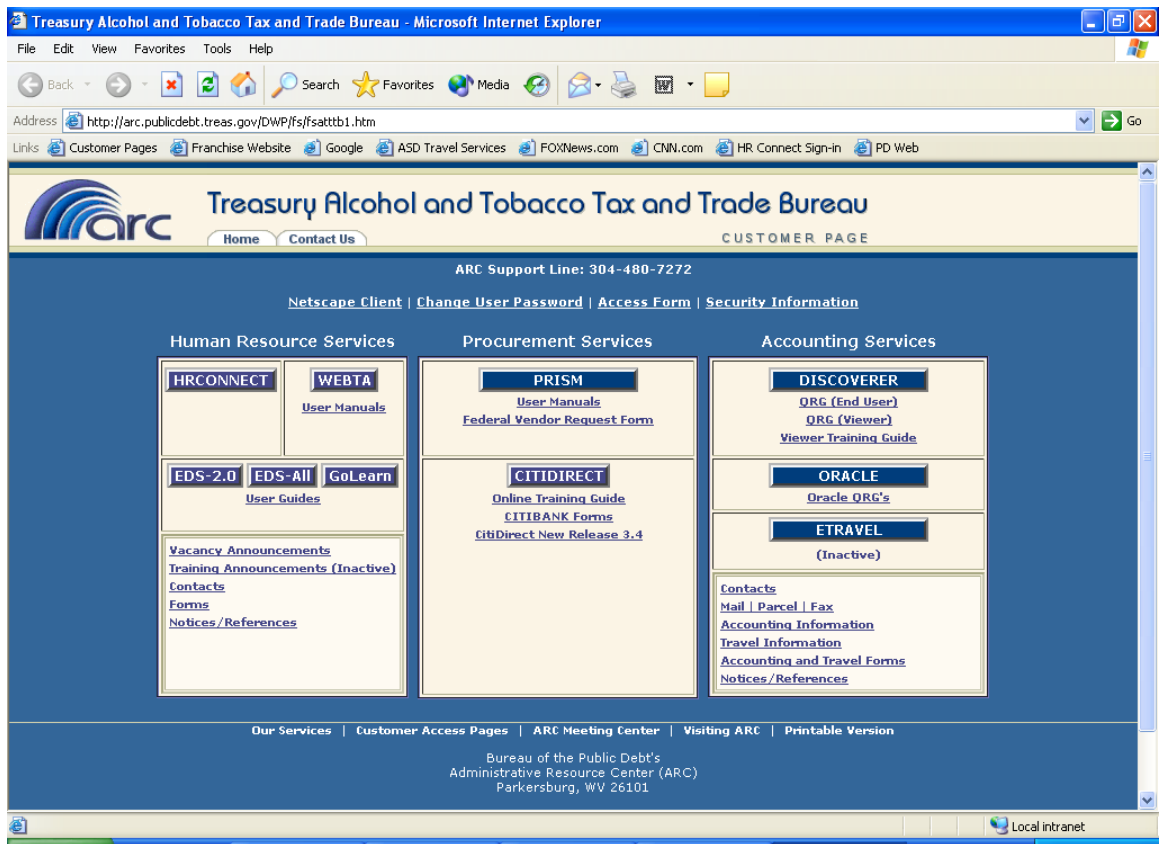 Treasury Alcohol and Tobacco Tax and Trade Bureau - Microsoft Internet Explorer
File Edit View Favorites Tools Help
Back Search Favorites Media
Address http://arc.publicdebt.treas.gov/DWP/fs/fsatttb1.htm Go
Links Customer Pages Franchise Website Google ASD Travel Services FOXNews.com CNN.com HR Connect Sign-in PD Web
arc
Treasury Alcohol and Tobacco Tax and Trade Bureau
Home Contact Us CUSTOMER PAGE
ARC Support Line: 304-480-7272
Netscape Client | Change User Password | Access Form | Security Information
Human Resource Services
HRCONNECT WEBTA
User Manuals
EDS-2.0 EDS-All GoLearn
User Guides
Vacancy Announcements
Training Announcements (Inactive)
Contacts
Forms
Notices/References
Procurement Services
PRISM
User Manuals
Federal Vendor Request Form
CITIDIRECT
Online Training Guide
CITIBANK Forms
CitiDirect New Release 3.4
Accounting Services
DISCOVERER
QRG (End User)
QRG (Viewer)
Viewer Training Guide
ORACLE
Oracle QRG's
ETRAVEL
(Inactive)
Contacts
Mail | Parcel | Fax
Accounting Information
Travel Information
Accounting and Travel Forms
Notices/References
Our Services | Customer Access Pages | ARC Meeting Center | Visiting ARC | Printable Version
Bureau of the Public Debt's
Administrative Resource Center (ARC)
Parkersburg, WV 26101
Local intranet